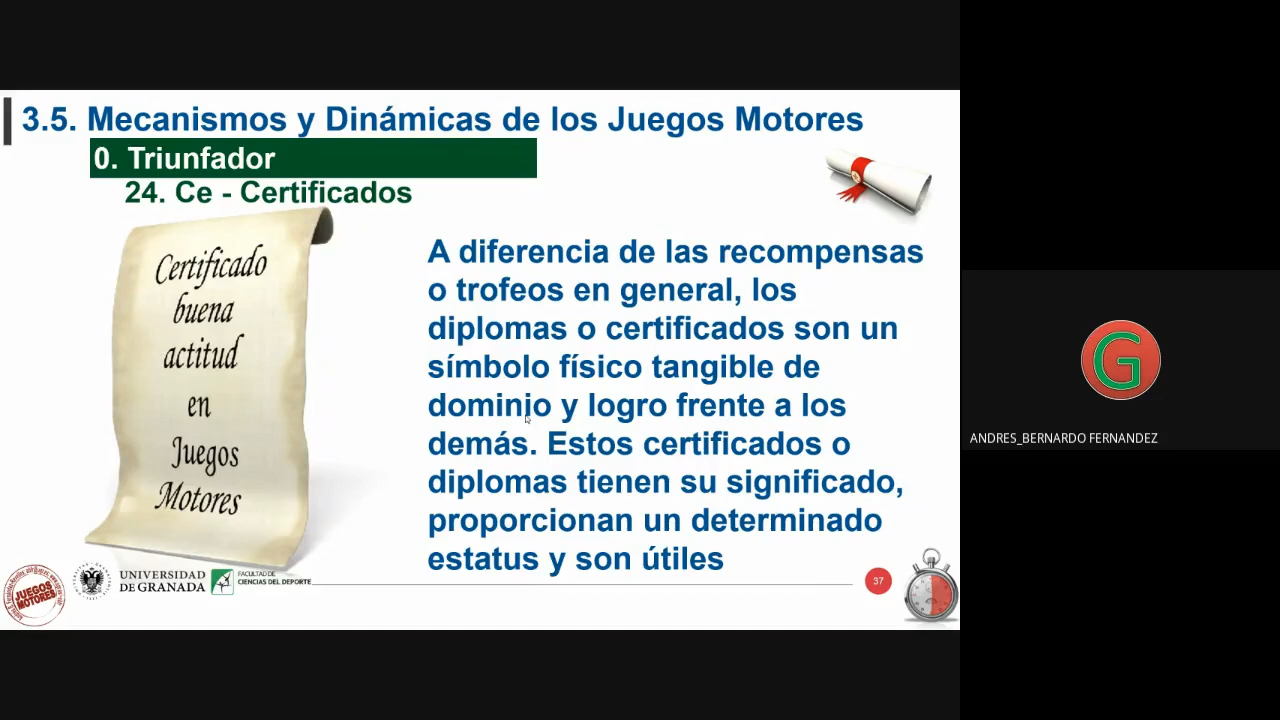 3.5. Mecanismos y Dinámicas de los Juegos Motores
0. Triunfador
24. Ce - Certificados
Certificado
buena
actitud
en
Juegos
Motores
A diferencia de las recompensas
o trofeos en general, los
diplomas o certificados son un
símbolo físico tangible de
dominio y logro frente a los
demás. Estos certificados o
diplomas tienen su significado,
proporcionan un determinado
estatus y son útiles
JUEGOS
MOTORES
UNIVERSIDAD
DE GRANADA
FACULTAD DE
CIENCIAS DEL DEPORTE
37
G
ANDRES_BERNARDO FERNANDEZ